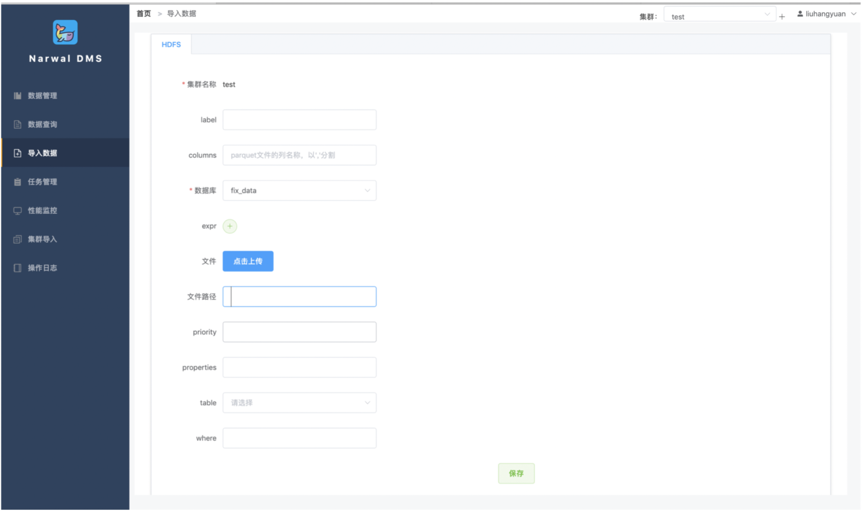 首页 > 导入数据
集群： test + liuhangyuan
Narwal DMS
数据管理
数据查询
导入数据
任务管理
性能监控
集群导入
操作日志
HDFS
* 集群名称 test
label
columns parquet文件的列名称，以','分割
* 数据库 fix_data
expr +
文件 点击上传
文件路径
priority
properties
table 请选择
where
保存